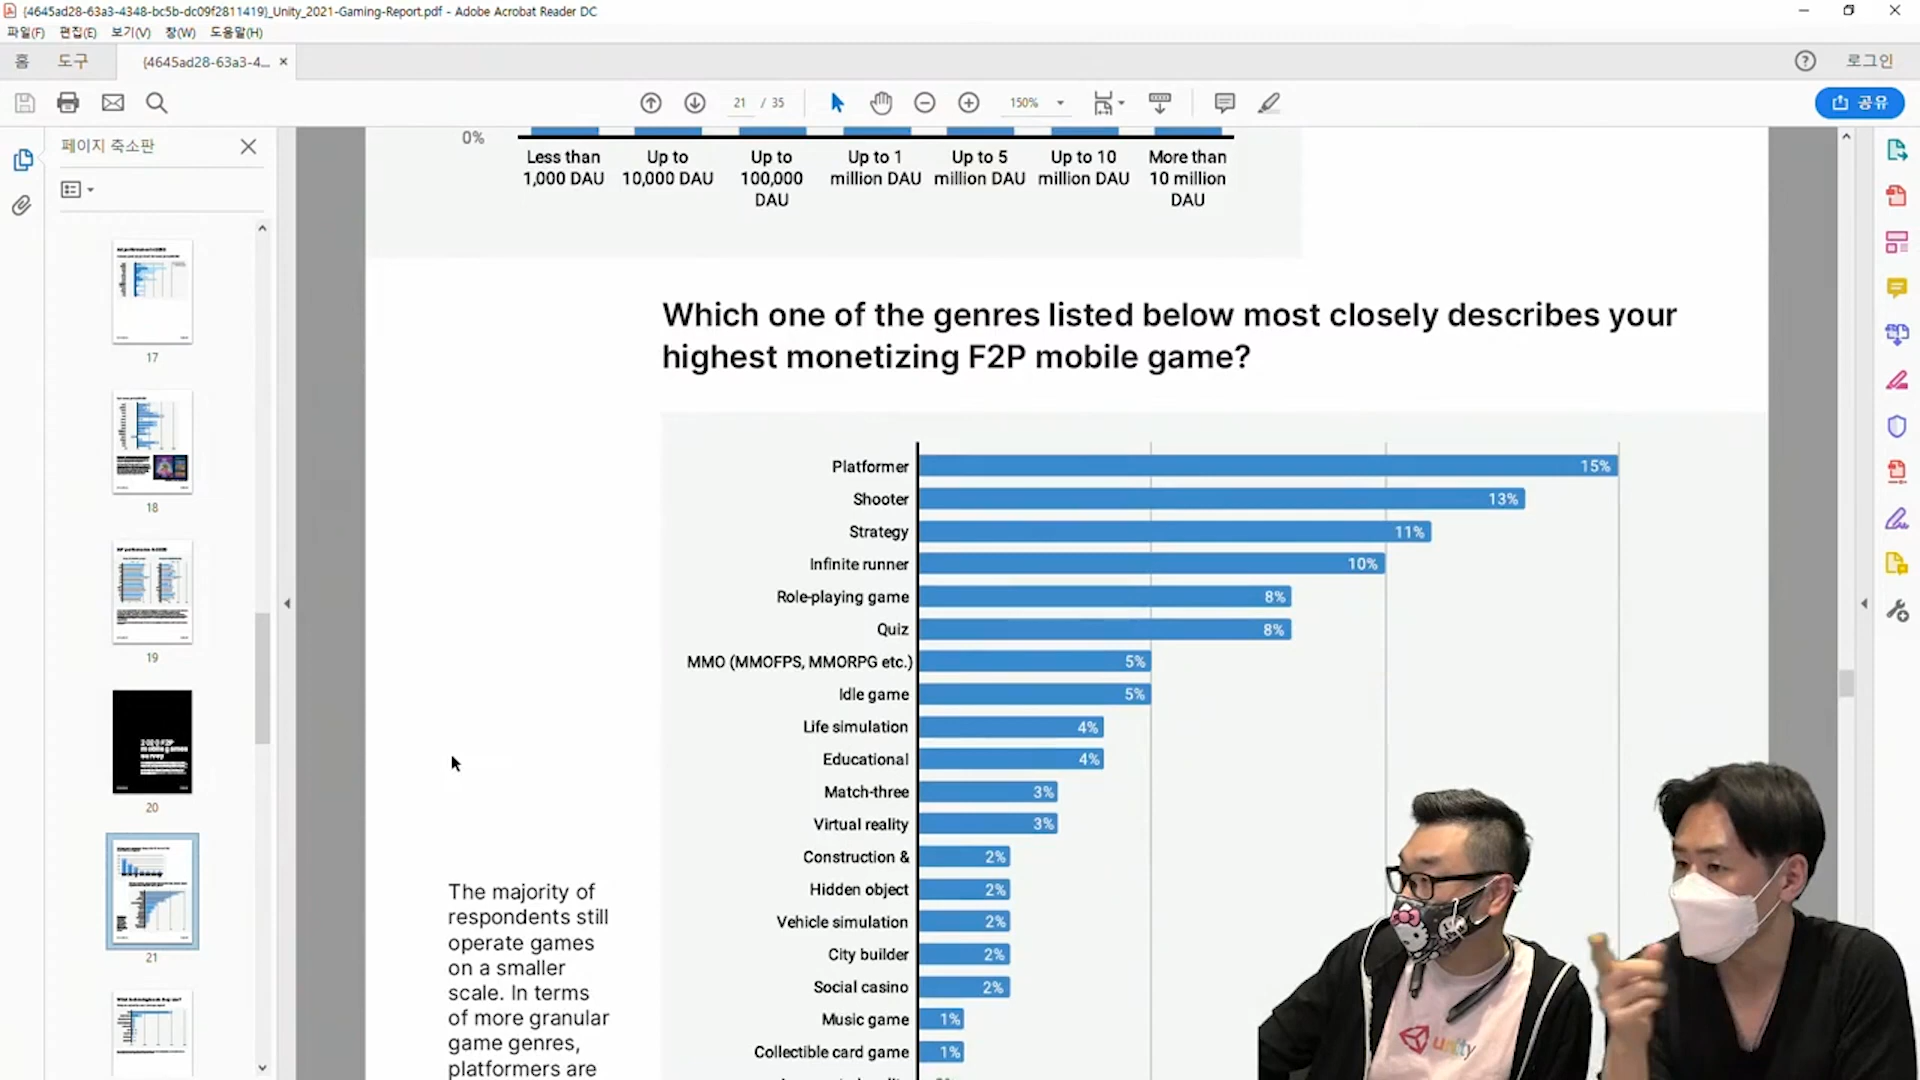 {4645ad28-63a3-4348-bc5b-dc09f2811419}_Unity_2021-Gaming-Report.pdf - Adobe Acrobat Reader DC
파일(F) 편집(E) 보기(V) 창(W) 도움말(H)
홈 도구 {4645ad28-63a3-4... 로그인
21 / 35 150% 공유
페이지 축소판
17
18
19
20
21
0%
Less than 1,000 DAU
Up to 10,000 DAU
Up to 100,000 DAU
Up to 1 million DAU
Up to 5 million DAU
Up to 10 million DAU
More than 10 million DAU
Which one of the genres listed below most closely describes your
highest monetizing F2P mobile game?
Platformer 15%
Shooter 13%
Strategy 11%
Infinite runner 10%
Role-playing game 8%
Quiz 8%
MMO (MMOFPS, MMORPG etc.) 5%
Idle game 5%
Life simulation 4%
Educational 4%
Match-three 3%
Virtual reality 3%
Construction & 2%
Hidden object 2%
Vehicle simulation 2%
City builder 2%
Social casino 2%
Music game 1%
Collectible card game 1%
The majority of
respondents still
operate games
on a smaller
scale. In terms
of more granular
game genres,
platformers are
unity